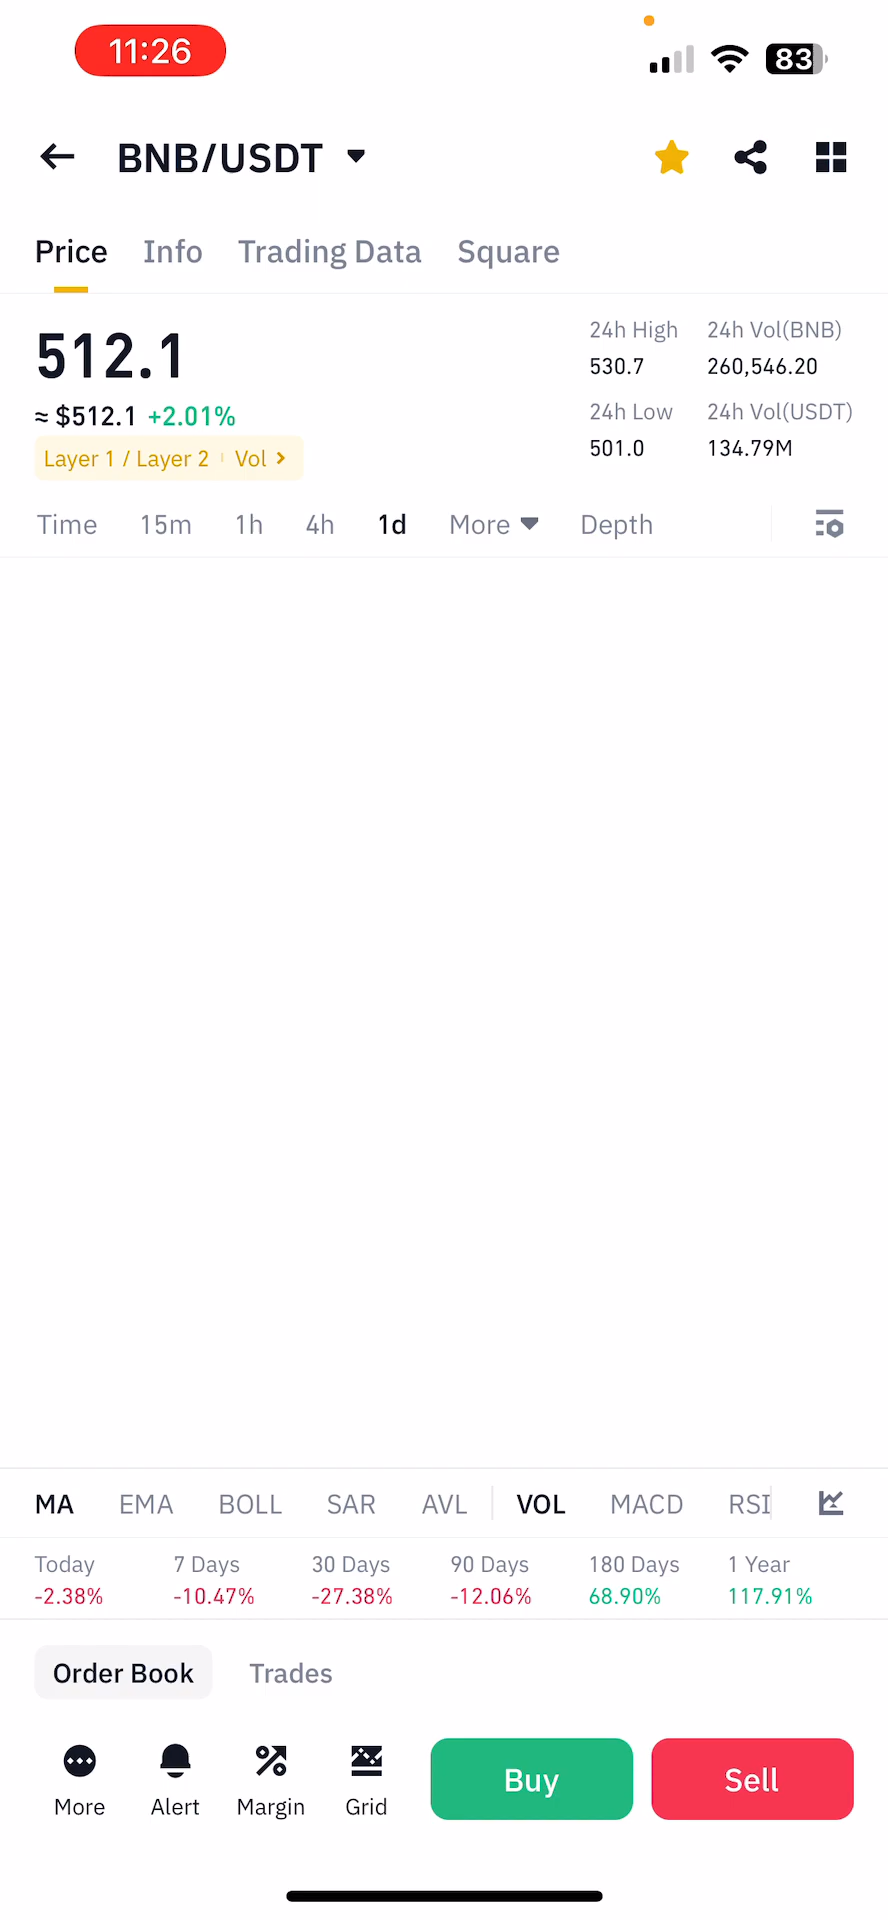 11:26
83
BNB/USDT
Price Info Trading Data Square
512.1
≈ $512.1 +2.01%
Layer 1 / Layer 2 Vol
24h High 24h Vol(BNB)
530.7 260,546.20
24h Low 24h Vol(USDT)
501.0 134.79M
Time 15m 1h 4h 1d More Depth
MA EMA BOLL SAR AVL VOL MACD RSI
Today 7 Days 30 Days 90 Days 180 Days 1 Year
-2.38% -10.47% -27.38% -12.06% 68.90% 117.91%
Order Book Trades
More Alert Margin Grid Buy Sell